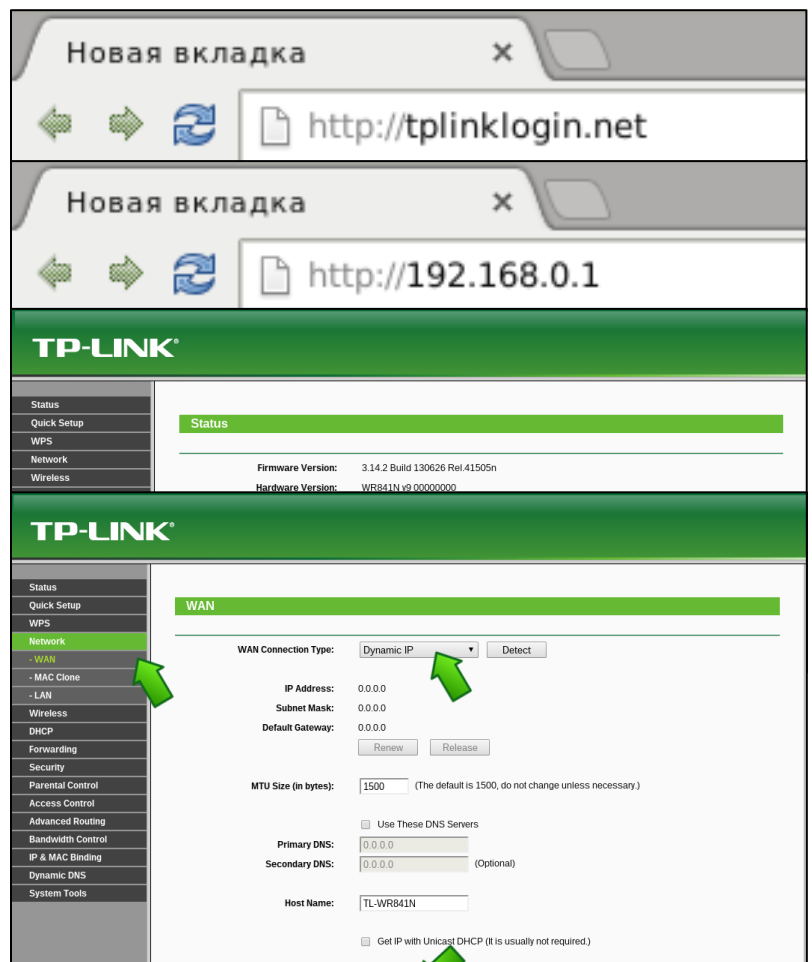 Новая вкладка ×
http://tplinklogin.net
Новая вкладка ×
http://192.168.0.1
TP-LINK®
Status
Quick Setup
WPS
Network
Wireless
Status
Firmware Version: 3.14.2 Build 130626 Rel.41505n
Hardware Version: WR841N v9 00000000
TP-LINK®
Status
Quick Setup
WPS
Network
- WAN
- MAC Clone
- LAN
Wireless
DHCP
Forwarding
Security
Parental Control
Access Control
Advanced Routing
Bandwidth Control
IP & MAC Binding
Dynamic DNS
System Tools
WAN
WAN Connection Type: Dynamic IP Detect
IP Address: 0.0.0.0
Subnet Mask: 0.0.0.0
Default Gateway: 0.0.0.0
Renew Release
MTU Size (in bytes): 1500 (The default is 1500, do not change unless necessary.)
Use These DNS Servers
Primary DNS: 0.0.0.0
Secondary DNS: 0.0.0.0 (Optional)
Host Name: TL-WR841N
Get IP with Unicast DHCP (It is usually not required.)